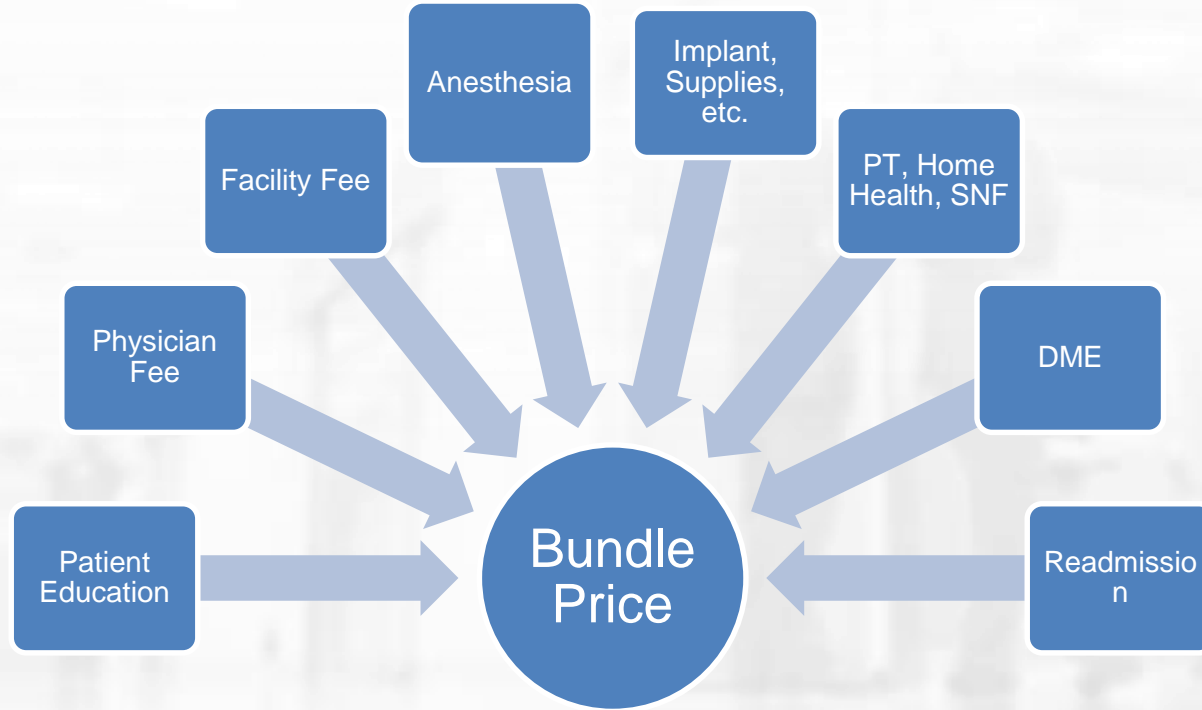 Patient
Education
Physician
Fee
Facility Fee
Anesthesia
Implant,
Supplies,
etc.
PT, Home
Health, SNF
DME
Readmissio
n
Bundle
Price